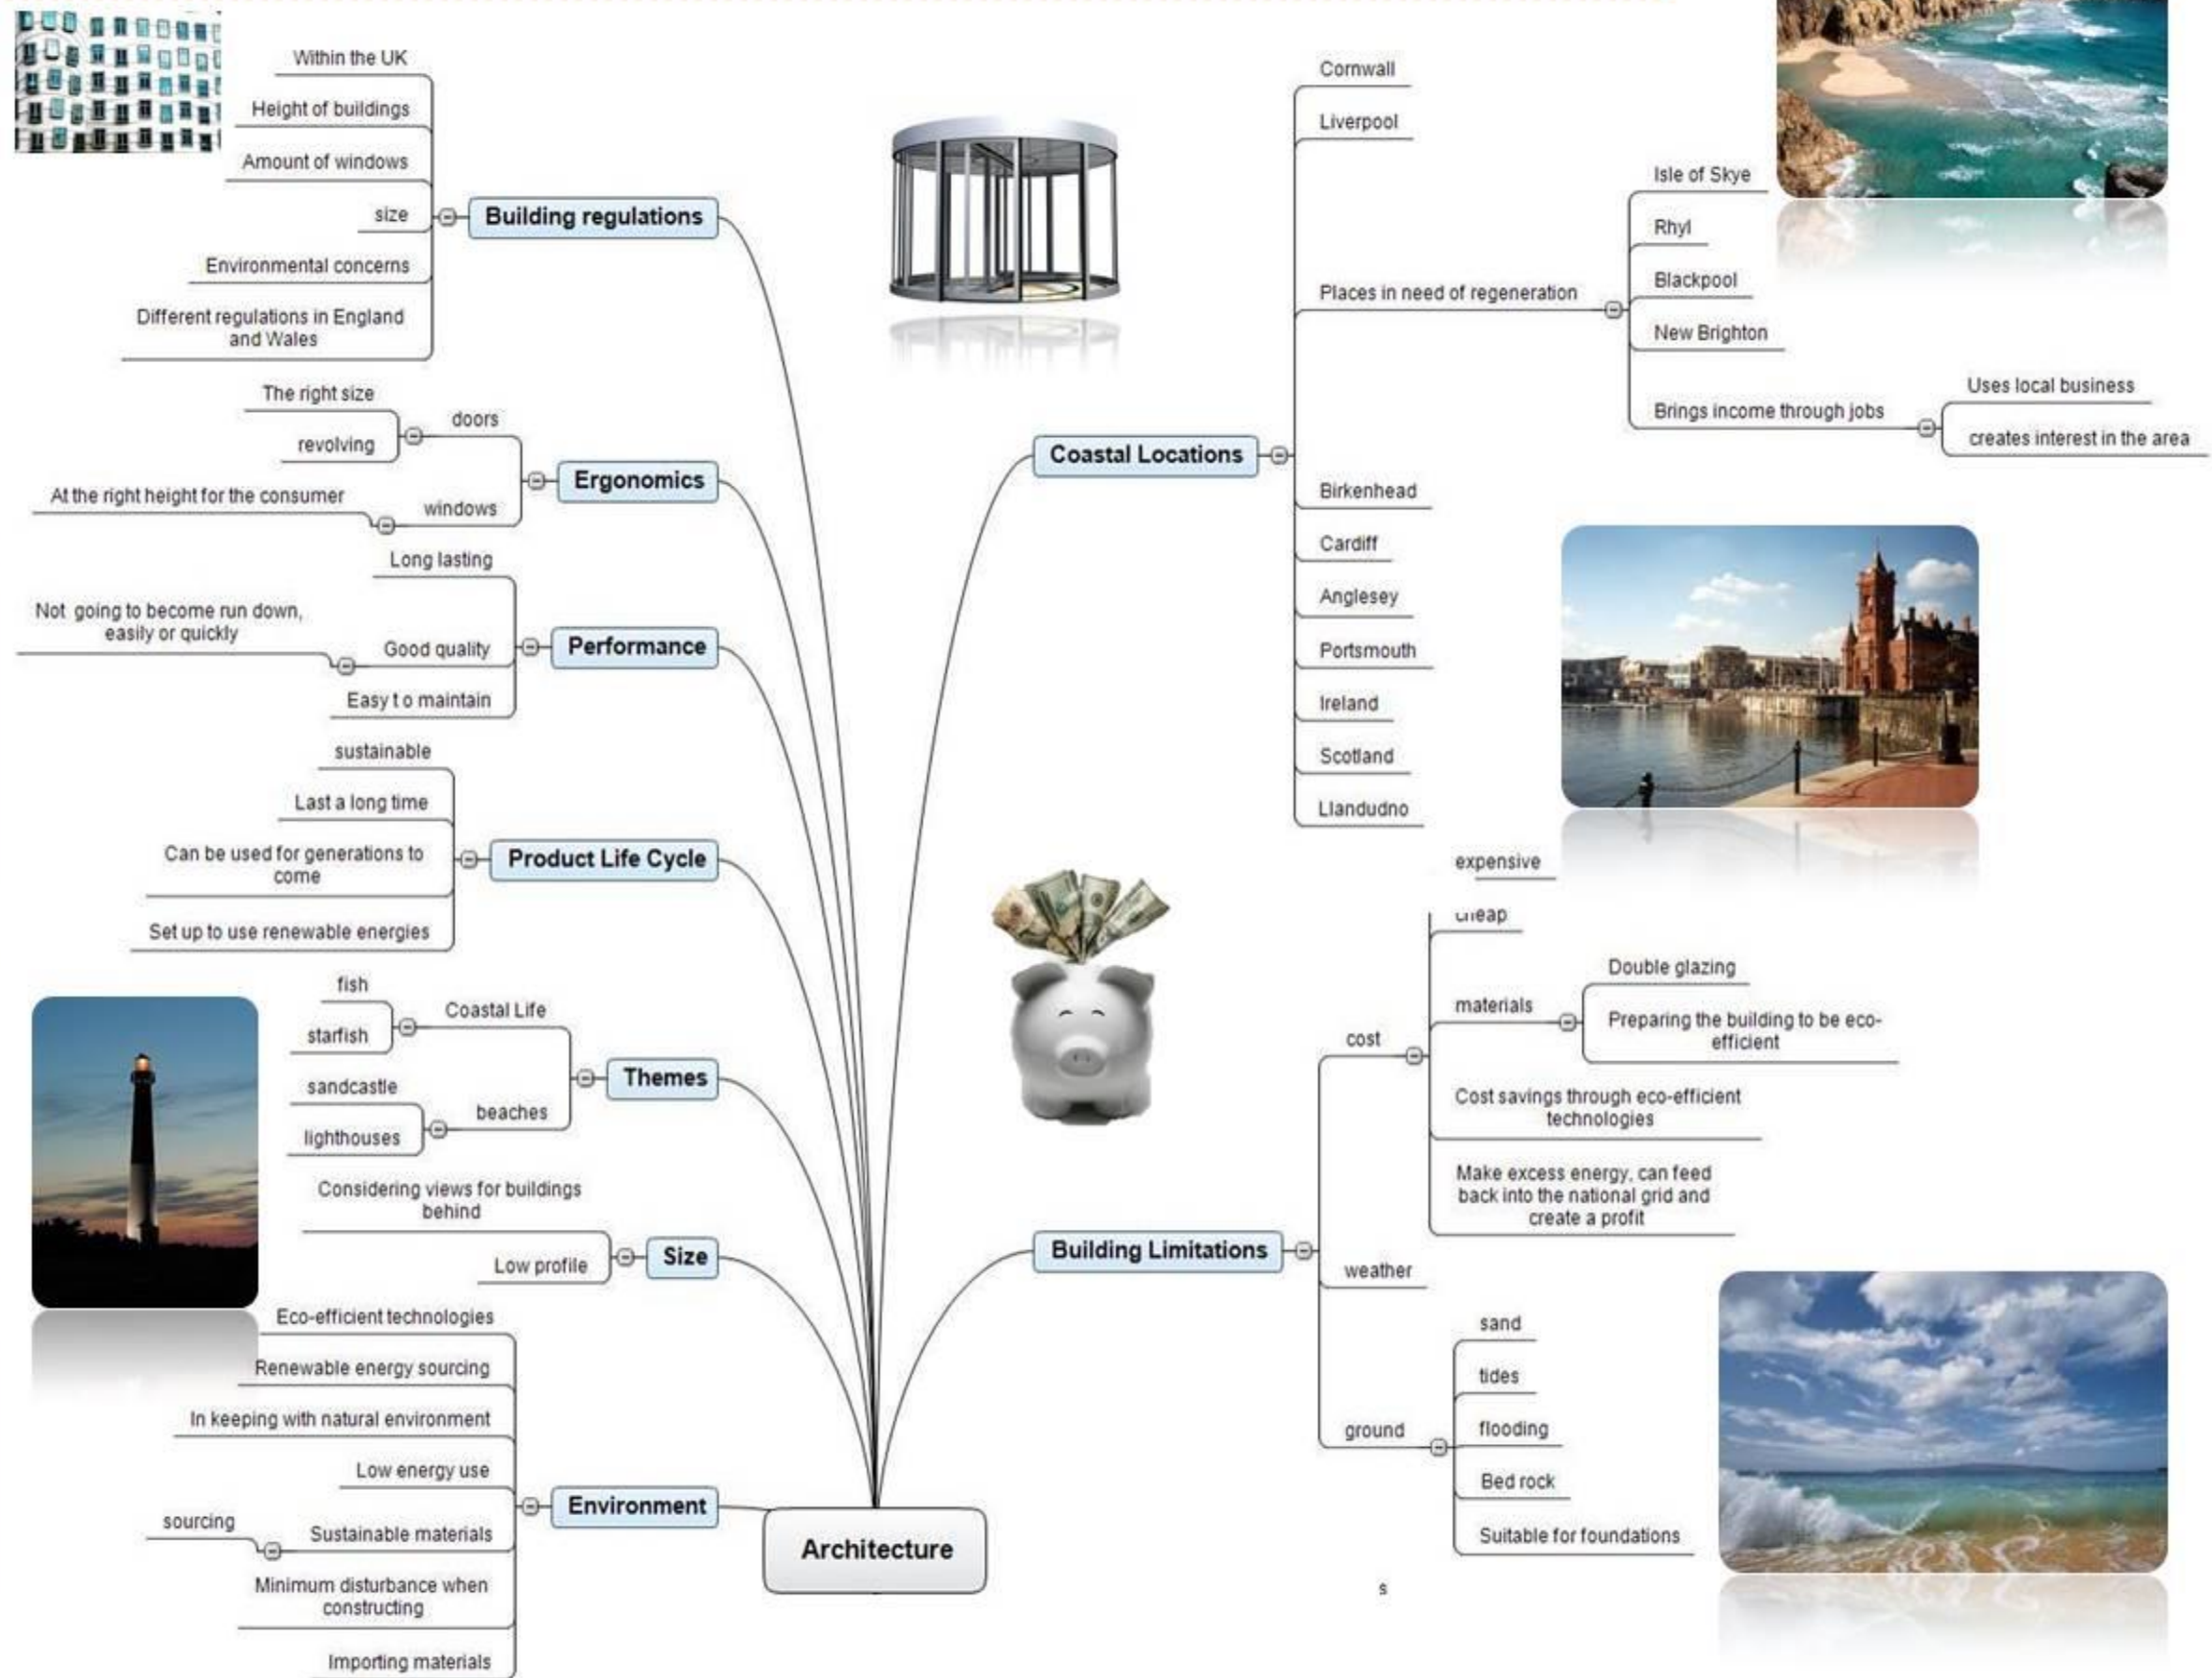 Within the UK
Height of buildings
Amount of windows
size
Environmental concerns
Different regulations in England
and Wales
Building regulations
The right size
revolving
doors
At the right height for the consumer
windows
Ergonomics
Long lasting
Not going to become run down,
easily or quickly
Good quality
Easy t o maintain
Performance
sustainable
Last a long time
Can be used for generations to
come
Set up to use renewable energies
Product Life Cycle
fish
starfish
Coastal Life
sandcastle
lighthouses
beaches
Themes
Considering views for buildings
behind
Low profile
Size
Eco-efficient technologies
Renewable energy sourcing
In keeping with natural environment
Low energy use
sourcing
Sustainable materials
Minimum disturbance when
constructing
Importing materials
Environment
Architecture
Coastal Locations
Cornwall
Liverpool
Places in need of regeneration
Isle of Skye
Rhyl
Blackpool
New Brighton
Brings income through jobs
Uses local business
creates interest in the area
Birkenhead
Cardiff
Anglesey
Portsmouth
Ireland
Scotland
Llandudno
Building Limitations
cost
expensive
cheap
materials
Double glazing
Preparing the building to be eco-
efficient
Cost savings through eco-efficient
technologies
Make excess energy, can feed
back into the national grid and
create a profit
weather
ground
sand
tides
flooding
Bed rock
Suitable for foundations
s